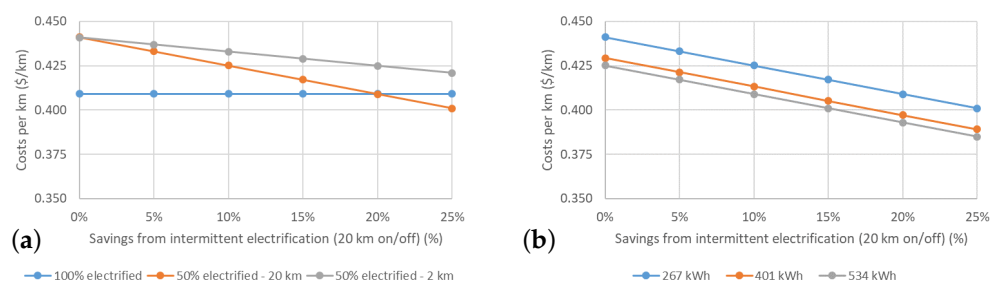 Costs per km ($/km)
0.450
0.425
0.400
0.375
0.350
0% 5% 10% 15% 20% 25%
(a) Savings from intermittent electrification (20 km on/off) (%)
100% electrified 50% electrified - 20 km 50% electrified - 2 km
Costs per km ($/km)
0.450
0.425
0.400
0.375
0.350
0% 5% 10% 15% 20% 25%
(b) Savings from intermittent electrification (20 km on/off) (%)
267 kWh 401 kWh 534 kWh